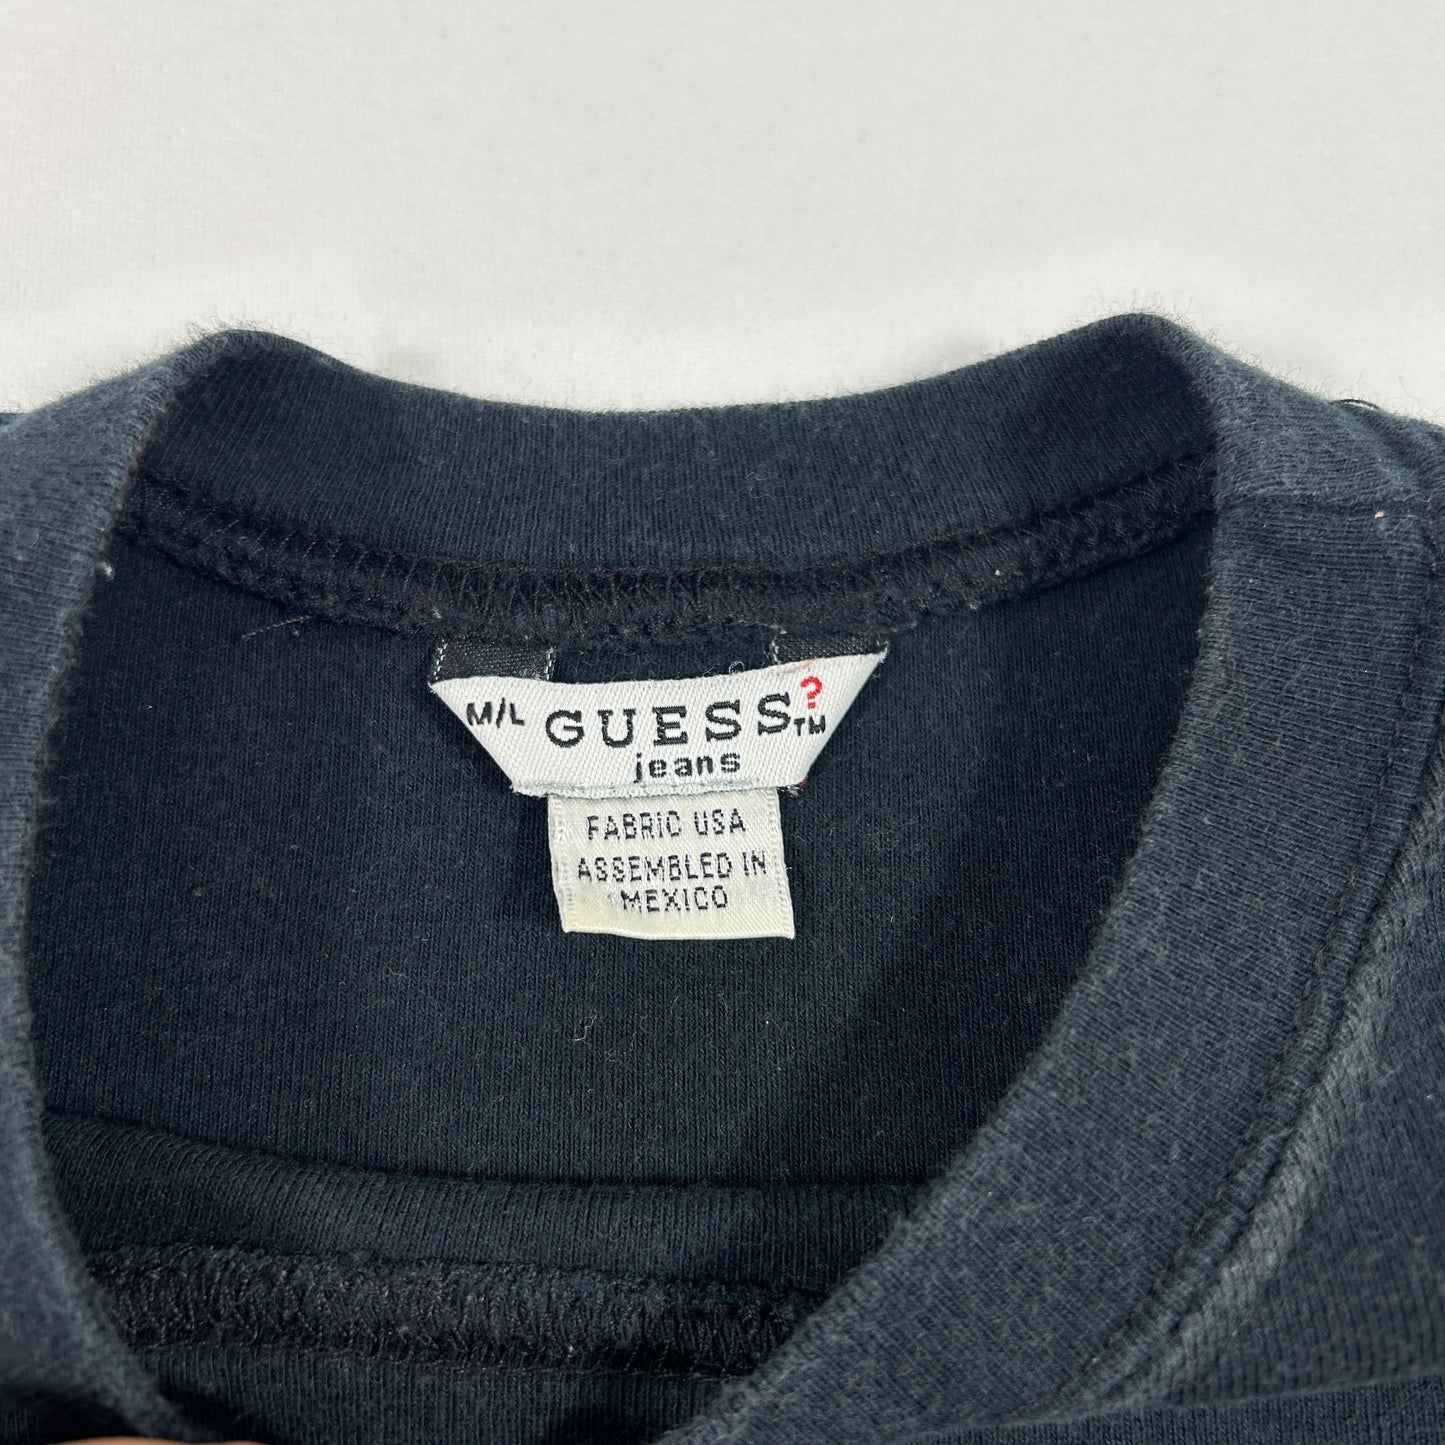 M/L GUESS?™
jeans
FABRIC USA
ASSEMBLED IN
MEXICO